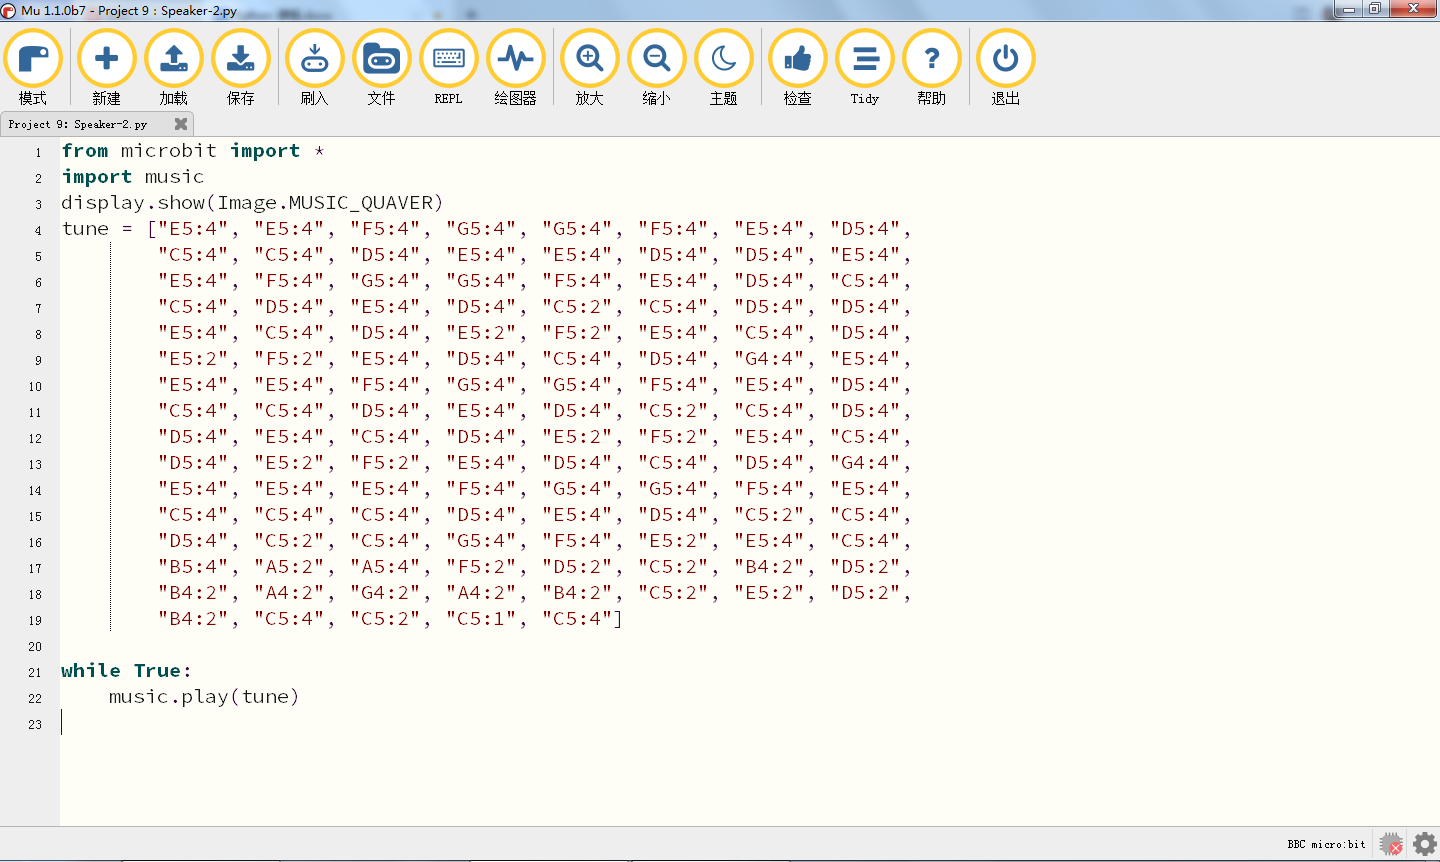 Mu 1.1.0b7 - Project 9：Speaker-2.py
模式 新建 加载 保存 刷入 文件 REPL 绘图器 放大 缩小 主题 检查 Tidy 帮助 退出
Project 9：Speaker-2.py
1 from microbit import *
2 import music
3 display.show(Image.MUSIC_QUAVER)
4 tune = ["E5:4", "E5:4", "F5:4", "G5:4", "G5:4", "F5:4", "E5:4", "D5:4",
5 "C5:4", "C5:4", "D5:4", "E5:4", "E5:4", "D5:4", "D5:4", "E5:4",
6 "E5:4", "F5:4", "G5:4", "G5:4", "F5:4", "E5:4", "D5:4", "C5:4",
7 "C5:4", "D5:4", "E5:4", "D5:4", "C5:2", "C5:4", "D5:4", "D5:4",
8 "E5:4", "C5:4", "D5:4", "E5:2", "F5:2", "E5:4", "C5:4", "D5:4",
9 "E5:2", "F5:2", "E5:4", "D5:4", "C5:4", "D5:4", "G4:4", "E5:4",
10 "E5:4", "E5:4", "F5:4", "G5:4", "G5:4", "F5:4", "E5:4", "D5:4",
11 "C5:4", "C5:4", "D5:4", "E5:4", "D5:4", "C5:2", "C5:4", "D5:4",
12 "D5:4", "E5:4", "C5:4", "D5:4", "E5:2", "F5:2", "E5:4", "C5:4",
13 "D5:4", "E5:2", "F5:2", "E5:4", "D5:4", "C5:4", "D5:4", "G4:4",
14 "E5:4", "E5:4", "E5:4", "F5:4", "G5:4", "G5:4", "F5:4", "E5:4",
15 "C5:4", "C5:4", "C5:4", "D5:4", "E5:4", "D5:4", "C5:2", "C5:4",
16 "D5:4", "C5:2", "C5:4", "G5:4", "F5:4", "E5:2", "E5:4", "C5:4",
17 "B5:4", "A5:2", "A5:4", "F5:2", "D5:2", "C5:2", "B4:2", "D5:2",
18 "B4:2", "A4:2", "G4:2", "A4:2", "B4:2", "C5:2", "E5:2", "D5:2",
19 "B4:2", "C5:4", "C5:2", "C5:1", "C5:4"]
20
21 while True:
22 music.play(tune)
23
BBC micro:bit